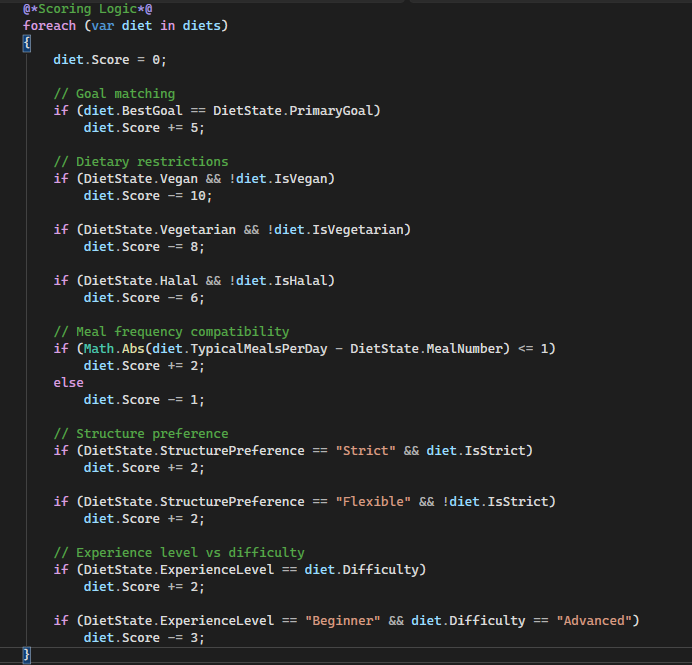 @*Scoring Logic*@
foreach (var diet in diets)
{
    diet.Score = 0;

    // Goal matching
    if (diet.BestGoal == DietState.PrimaryGoal)
        diet.Score += 5;

    // Dietary restrictions
    if (DietState.Vegan && !diet.IsVegan)
        diet.Score -= 10;

    if (DietState.Vegetarian && !diet.IsVegetarian)
        diet.Score -= 8;

    if (DietState.Halal && !diet.IsHalal)
        diet.Score -= 6;

    // Meal frequency compatibility
    if (Math.Abs(diet.TypicalMealsPerDay - DietState.MealNumber) <= 1)
        diet.Score += 2;
    else
        diet.Score -= 1;

    // Structure preference
    if (DietState.StructurePreference == "Strict" && diet.IsStrict)
        diet.Score += 2;

    if (DietState.StructurePreference == "Flexible" && !diet.IsStrict)
        diet.Score += 2;

    // Experience level vs difficulty
    if (DietState.ExperienceLevel == diet.Difficulty)
        diet.Score += 2;

    if (DietState.ExperienceLevel == "Beginner" && diet.Difficulty == "Advanced")
        diet.Score -= 3;
}